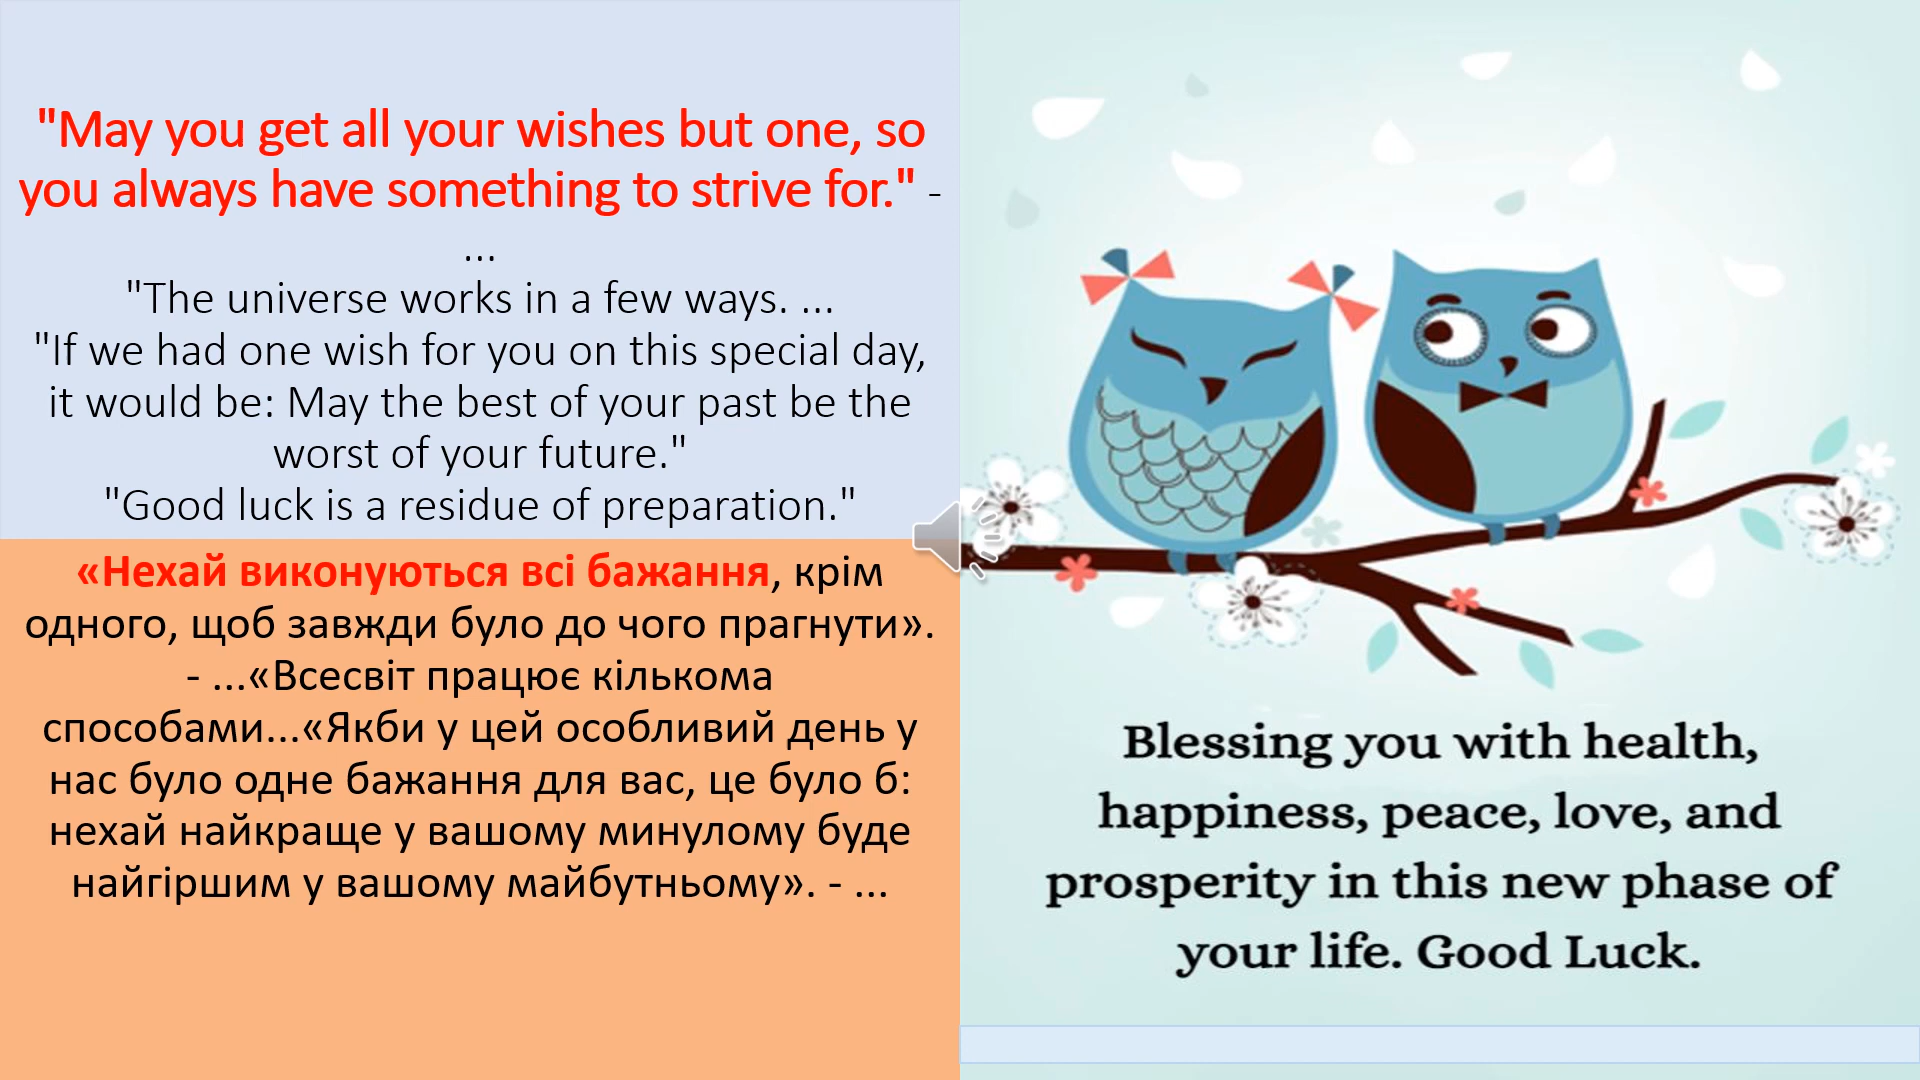 "May you get all your wishes but one, so
you always have something to strive for." -
...
"The universe works in a few ways. ...
"If we had one wish for you on this special day,
it would be: May the best of your past be the
worst of your future."
"Good luck is a residue of preparation."
«Нехай виконуються всі бажання, крім
одного, щоб завжди було до чого прагнути».
- ...«Всесвіт працює кількома
способами...«Якби у цей особливий день у
нас було одне бажання для вас, це було б:
нехай найкраще у вашому минулому буде
найгіршим у вашому майбутньому». - ...
Blessing you with health,
happiness, peace, love, and
prosperity in this new phase of
your life. Good Luck.